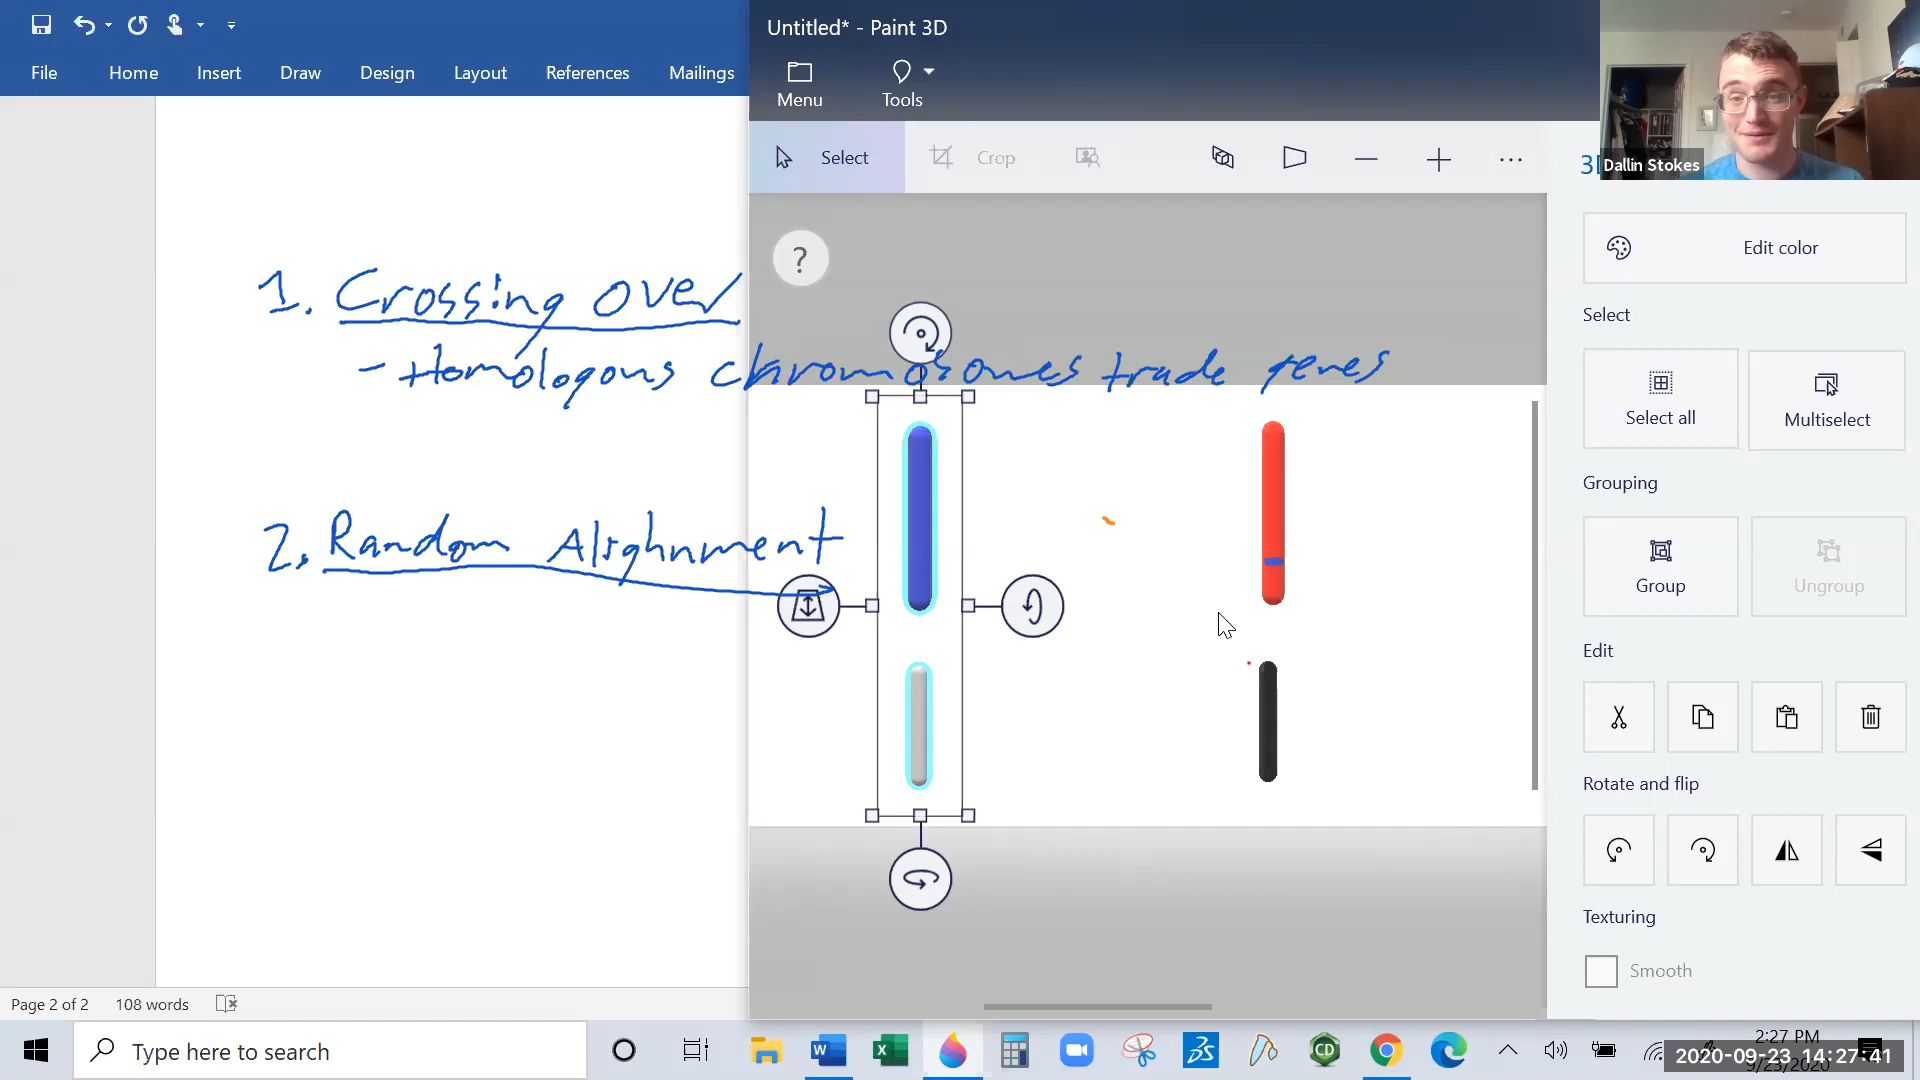 Untitled* - Paint 3D
File Home Insert Draw Design Layout References Mailings
Menu Tools
Select Crop
Dallin Stokes
Edit color
?
Select
1. Crossing Over
- Homologous chromosomes trade genes
Select all Multiselect
Grouping
2. Random Alighnment
Group Ungroup
Edit
Rotate and flip
Texturing
Smooth
Page 2 of 2 108 words
Type here to search
2:27 PM
2020-09-23 14:27:41